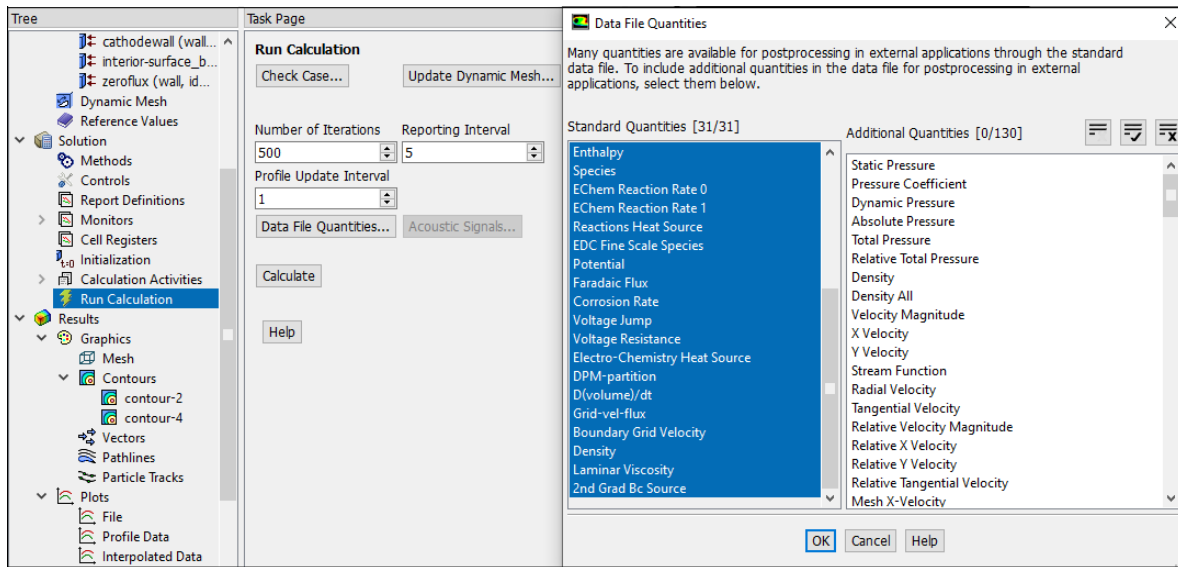 Tree
cathodewall (wall...
interior-surface_b...
zeroflux (wall, id...
Dynamic Mesh
Reference Values
Solution
Methods
Controls
Report Definitions
Monitors
Cell Registers
t=0 Initialization
Calculation Activities
Run Calculation
Results
Graphics
Mesh
Contours
contour-2
contour-4
Vectors
Pathlines
Particle Tracks
Plots
File
Profile Data
Interpolated Data
Task Page
Run Calculation
Check Case... Update Dynamic Mesh...
Number of Iterations Reporting Interval
500 5
Profile Update Interval
1
Data File Quantities... Acoustic Signals...
Calculate
Help
Data File Quantities
Many quantities are available for postprocessing in external applications through the standard
data file. To include additional quantities in the data file for postprocessing in external
applications, select them below.
Standard Quantities [31/31]
Enthalpy
Species
EChem Reaction Rate 0
EChem Reaction Rate 1
Reactions Heat Source
EDC Fine Scale Species
Potential
Faradaic Flux
Corrosion Rate
Voltage Jump
Voltage Resistance
Electro-Chemistry Heat Source
DPM-partition
D(volume)/dt
Grid-vel-flux
Boundary Grid Velocity
Density
Laminar Viscosity
2nd Grad Bc Source
Additional Quantities [0/130]
Static Pressure
Pressure Coefficient
Dynamic Pressure
Absolute Pressure
Total Pressure
Relative Total Pressure
Density
Density All
Velocity Magnitude
X Velocity
Y Velocity
Stream Function
Radial Velocity
Tangential Velocity
Relative Velocity Magnitude
Relative X Velocity
Relative Y Velocity
Relative Tangential Velocity
Mesh X-Velocity
OK Cancel Help